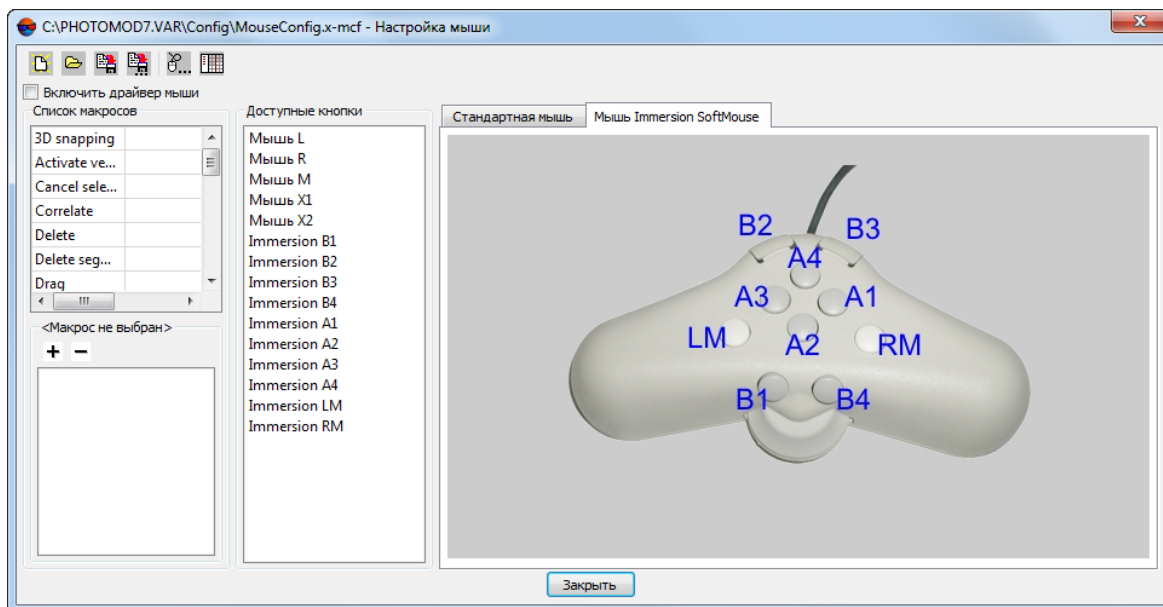 C:\PHOTOMOD7.VAR\Config\MouseConfig.x-mcf - Настройка мыши
Включить драйвер мыши
Список макросов
3D snapping
Activate ve...
Cancel sele...
Correlate
Delete
Delete seg...
Drag
<Макрос не выбран>
Доступные кнопки
Мышь L
Мышь R
Мышь M
Мышь X1
Мышь X2
Immersion B1
Immersion B2
Immersion B3
Immersion B4
Immersion A1
Immersion A2
Immersion A3
Immersion A4
Immersion LM
Immersion RM
Стандартная мышь Мышь Immersion SoftMouse
B2 B3
A4
A3 A1
LM A2 RM
B1 B4
Закрыть